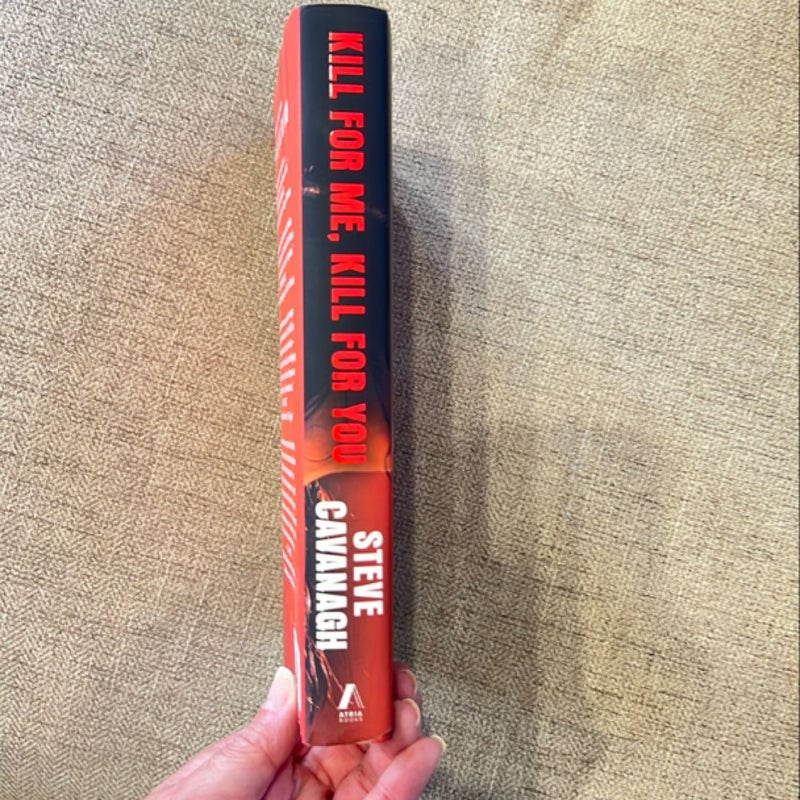 KILL FOR ME, KILL FOR YOU
STEVE
CAVANAGH
ATRIA
BOOKS